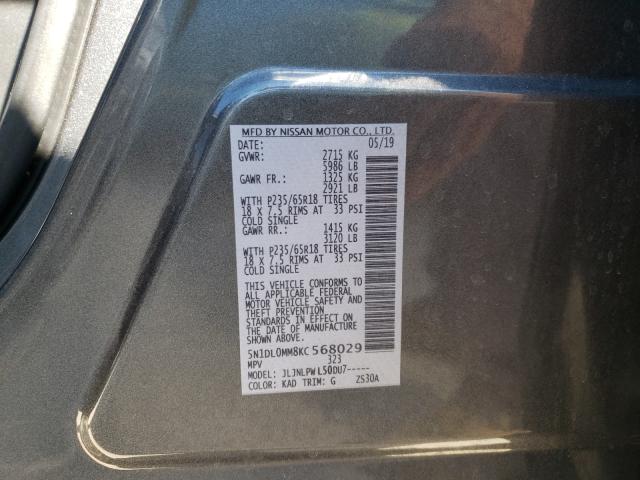 MFD BY NISSAN MOTOR CO., LTD.
DATE: 05/19
GVWR: 2715 KG
5986 LB
GAWR FR.: 1325 KG
2921 LB
WITH P235/65R18 TIRES
18 X 7.5 RIMS AT 33 PSI
COLD SINGLE
GAWR RR.: 1415 KG
3120 LB
WITH P235/65R18 TIRES
18 X 7.5 RIMS AT 33 PSI
COLD SINGLE
THIS VEHICLE CONFORMS TO
ALL APPLICABLE FEDERAL
MOTOR VEHICLE SAFETY AND
THEFT PREVENTION
STANDARDS IN EFFECT ON
THE DATE OF MANUFACTURE
SHOWN ABOVE.
5N1DL0MM8KC568029
MPV 323
MODEL: JLJNLPWL50DU7-----
COLOR: KAD TRIM: G ZS30A